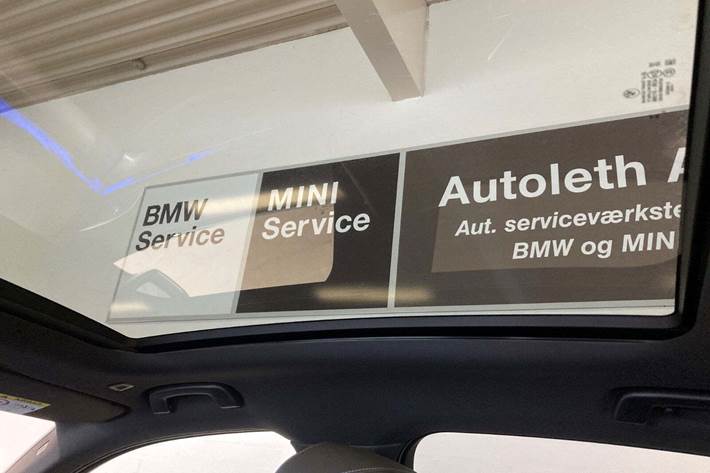 BMW
Service
MINI
Service
Autoleth
Aut. serviceværkste
BMW og MIN